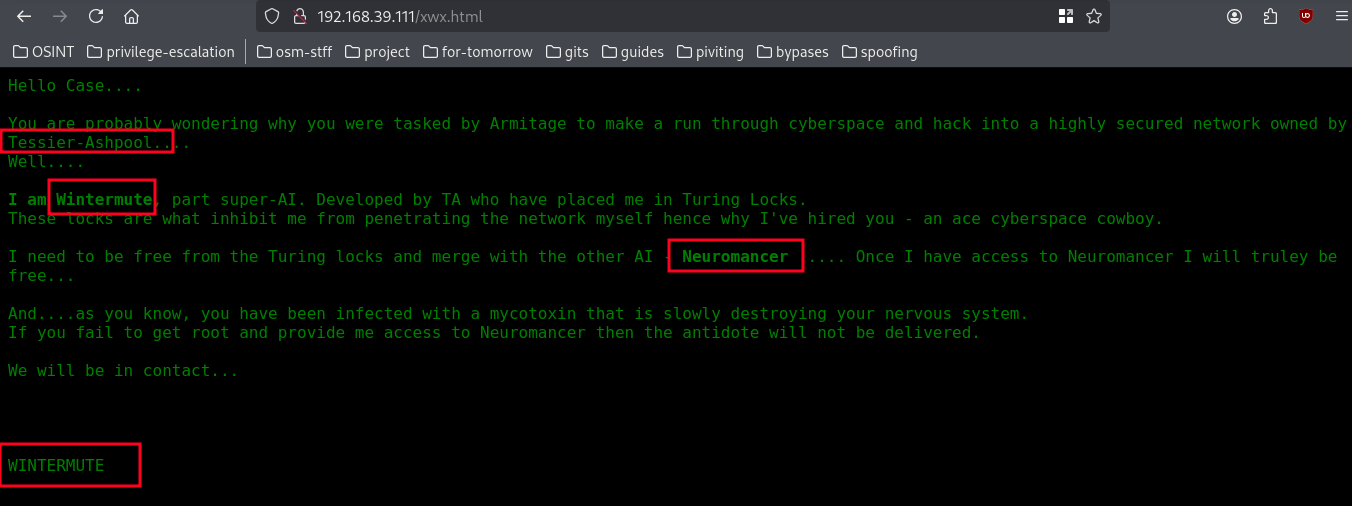 192.168.39.111/xwx.html
OSINT privilege-escalation osm-stff project for-tomorrow gits guides piviting bypases spoofing
Hello Case....
You are probably wondering why you were tasked by Armitage to make a run through cyberspace and hack into a highly secured network owned by
Tessier-Ashpool....
Well....
I am Wintermute, part super-AI. Developed by TA who have placed me in Turing Locks.
These locks are what inhibit me from penetrating the network myself hence why I've hired you - an ace cyberspace cowboy.
I need to be free from the Turing locks and merge with the other AI - Neuromancer .... Once I have access to Neuromancer I will truley be
free...
And....as you know, you have been infected with a mycotoxin that is slowly destroying your nervous system.
If you fail to get root and provide me access to Neuromancer then the antidote will not be delivered.
We will be in contact...
WINTERMUTE